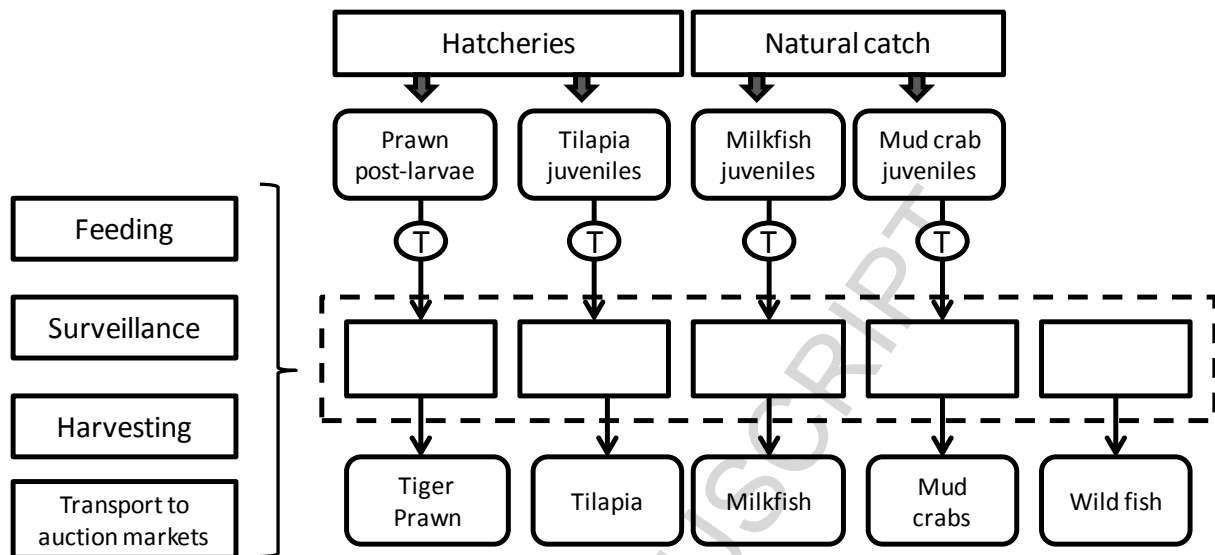 Hatcheries
Natural catch
Prawn
post-larvae
Tilapia
juveniles
Milkfish
juveniles
Mud crab
juveniles
T
T
T
T
Feeding
Surveillance
Harvesting
Transport to
auction markets
Tiger
Prawn
Tilapia
Milkfish
Mud
crabs
Wild fish
USCRIPT